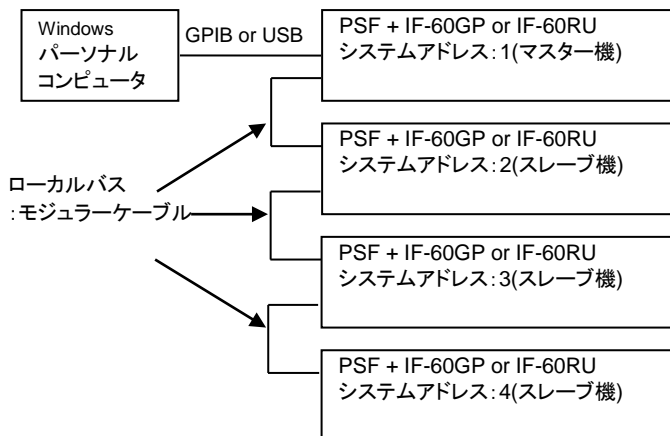 Windows
パーソナル
コンピュータ
GPIB or USB
PSF + IF-60GP or IF-60RU
システムアドレス:1(マスター機)
PSF + IF-60GP or IF-60RU
システムアドレス:2(スレーブ機)
ローカルバス
:モジュラーケーブル
PSF + IF-60GP or IF-60RU
システムアドレス:3(スレーブ機)
PSF + IF-60GP or IF-60RU
システムアドレス:4(スレーブ機)